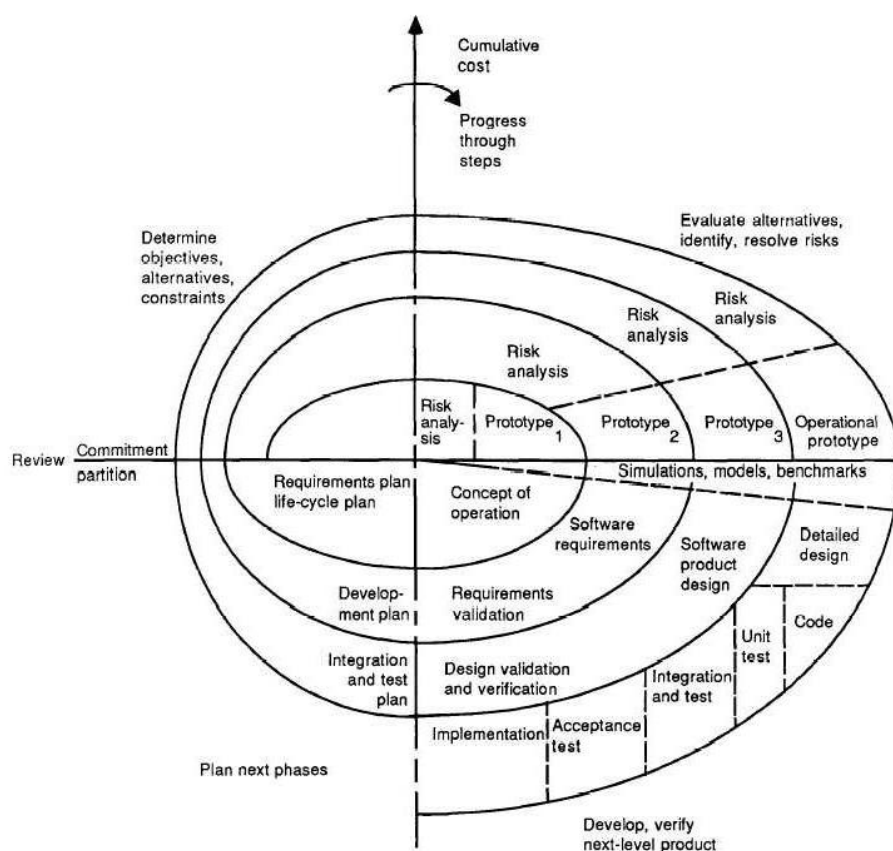 Cumulative
cost
Progress
through
steps
Evaluate alternatives,
identify, resolve risks
Determine
objectives,
alternatives,
constraints
Risk
analysis
Risk
analysis
Risk
analysis
Risk
analy-
sis
Prototype 1
Prototype 2
Prototype 3
Operational
prototype
Review
Commitment
partition
Simulations, models, benchmarks
Requirements plan
life-cycle plan
Concept of
operation
Software
requirements
Software
product
design
Detailed
design
Develop-
ment plan
Requirements
validation
Code
Unit
test
Integration
and test
plan
Design validation
and verification
Integration
and test
Acceptance
test
Implementation
Plan next phases
Develop, verify
next-level product